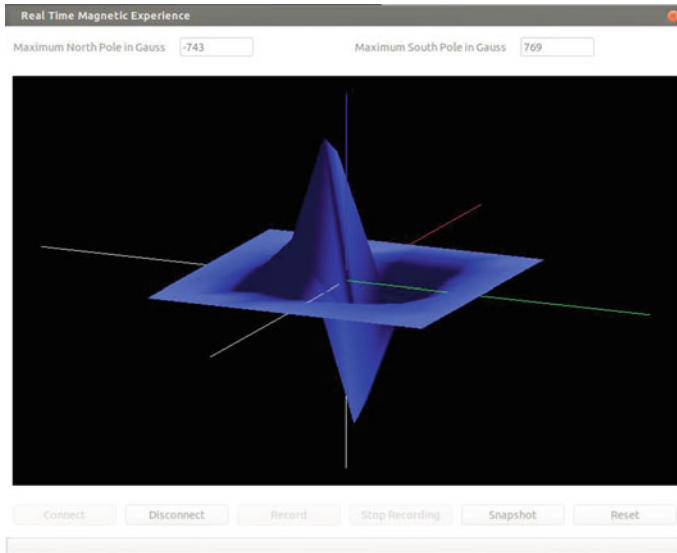 Real Time Magnetic Experience
Maximum North Pole in Gauss -743 Maximum South Pole in Gauss 769
Connect Disconnect Record Stop Recording Snapshot Reset